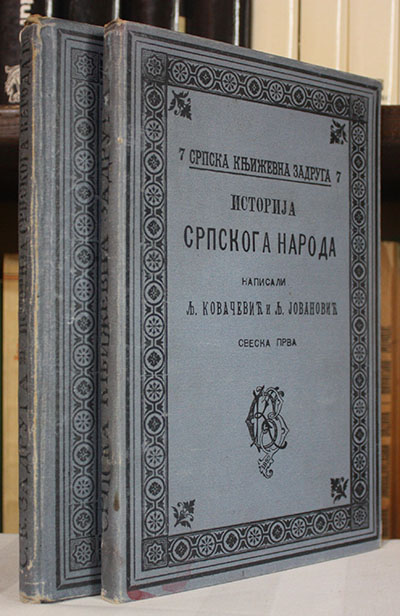 7 СРПСКА КЊИЖЕВНА ЗАДРУГА 7
ИСТОРИЈА
СРПСКОГА НАРОДА
НАПИСАЛИ
Љ. КОВАЧЕВИЋ и Љ. ЈОВАНОВИЋ
СВЕСКА ПРВА